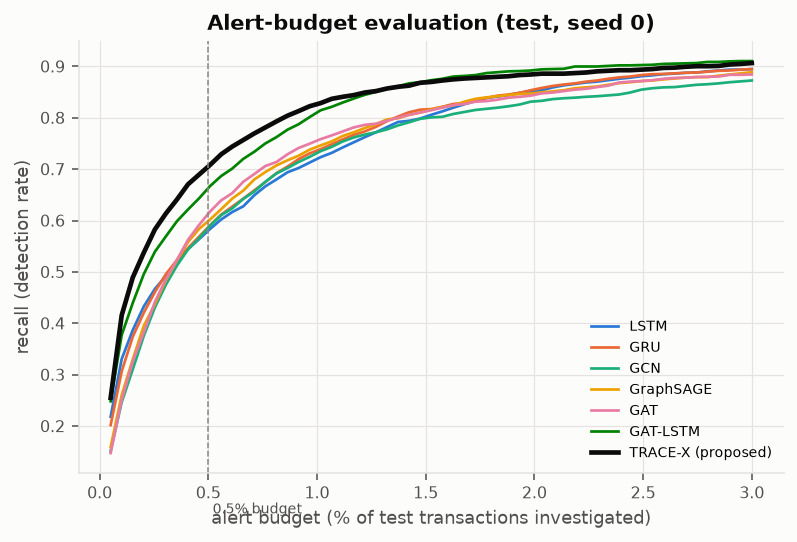 Alert-budget evaluation (test, seed 0)
recall (detection rate)
0.9
0.8
0.7
0.6
0.5
0.4
0.3
0.2
LSTM
GRU
GCN
GraphSAGE
GAT
GAT-LSTM
TRACE-X (proposed)
0.0 0.5 1.0 1.5 2.0 2.5 3.0
0.5% budget
alert budget (% of test transactions investigated)